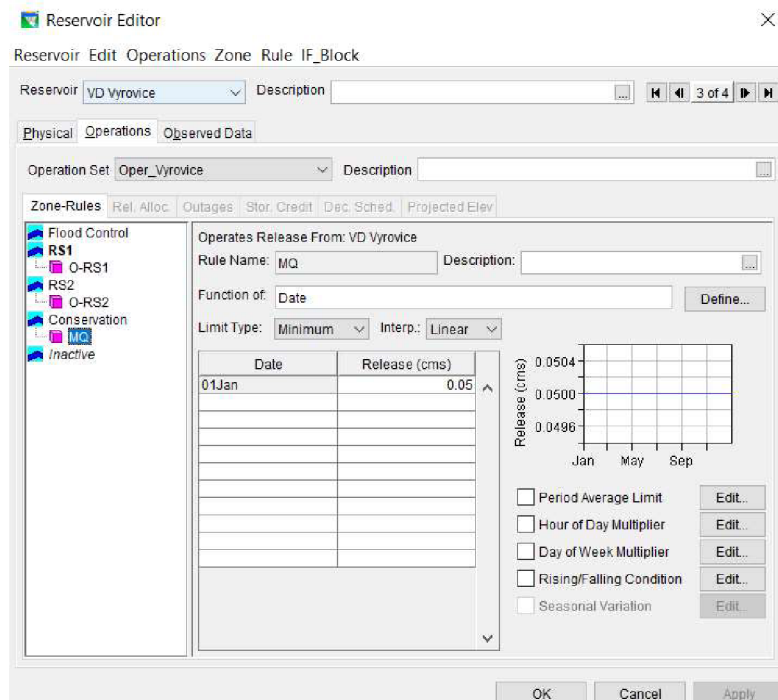 Reservoir Editor
Reservoir Edit Operations Zone Rule IF_Block
Reservoir VD Vyrovice Description ... 3 of 4
Physical Operations Observed Data
Operation Set Oper_Vyrovice Description ...
Zone-Rules Rel. Alloc. Outages Stor. Credit Dec. Sched. Projected Elev
Flood Control
RS1
O-RS1
RS2
O-RS2
Conservation
MQ
Inactive
Operates Release From: VD Vyrovice
Rule Name: MQ Description: ...
Function of: Date Define...
Limit Type: Minimum Interp.: Linear
Date Release (cms)
01Jan 0.05
Release (cms)
0.0504
0.0500
0.0496
Jan May Sep
Period Average Limit Edit...
Hour of Day Multiplier Edit...
Day of Week Multiplier Edit...
Rising/Falling Condition Edit...
Seasonal Variation Edit...
OK Cancel Apply